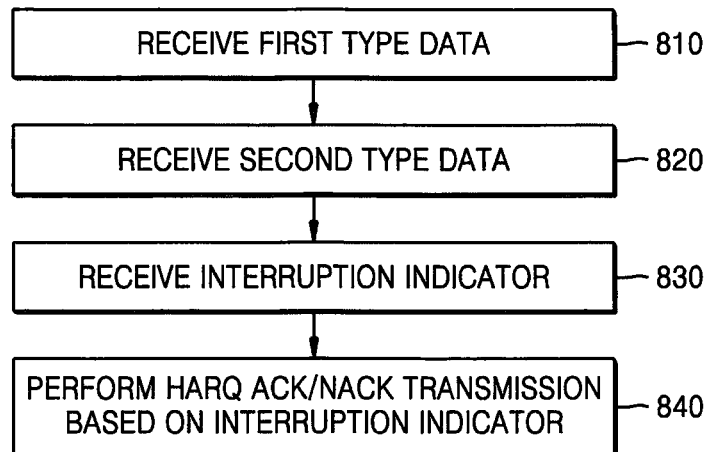 RECEIVE FIRST TYPE DATA 810
RECEIVE SECOND TYPE DATA 820
RECEIVE INTERRUPTION INDICATOR 830
PERFORM HARQ ACK/NACK TRANSMISSION
BASED ON INTERRUPTION INDICATOR 840